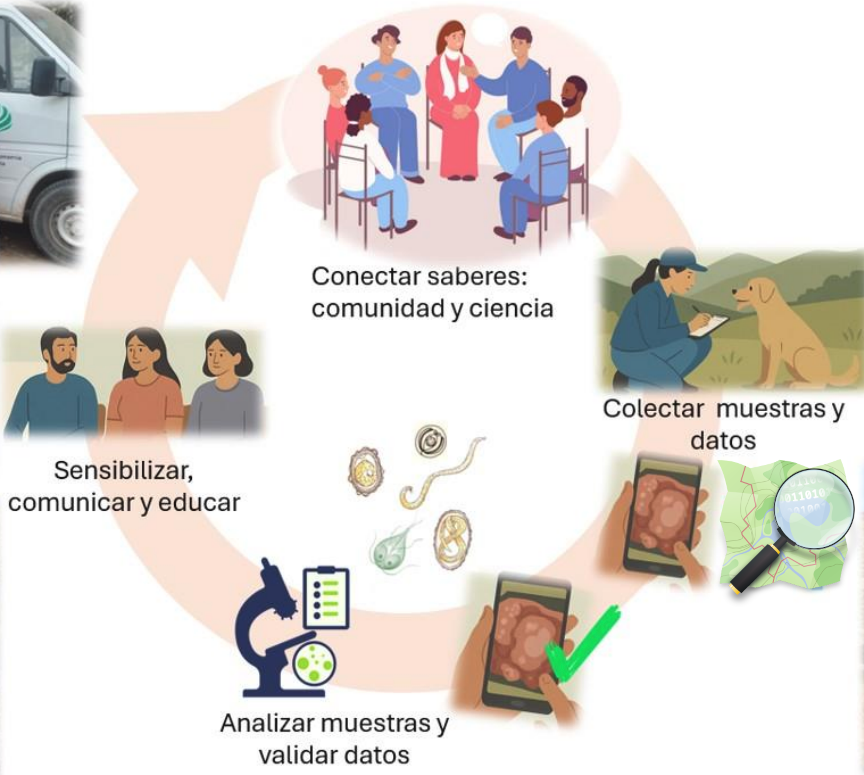 Conectar saberes:
comunidad y ciencia
Colectar muestras y
datos
Sensibilizar,
comunicar y educar
Analizar muestras y
validar datos